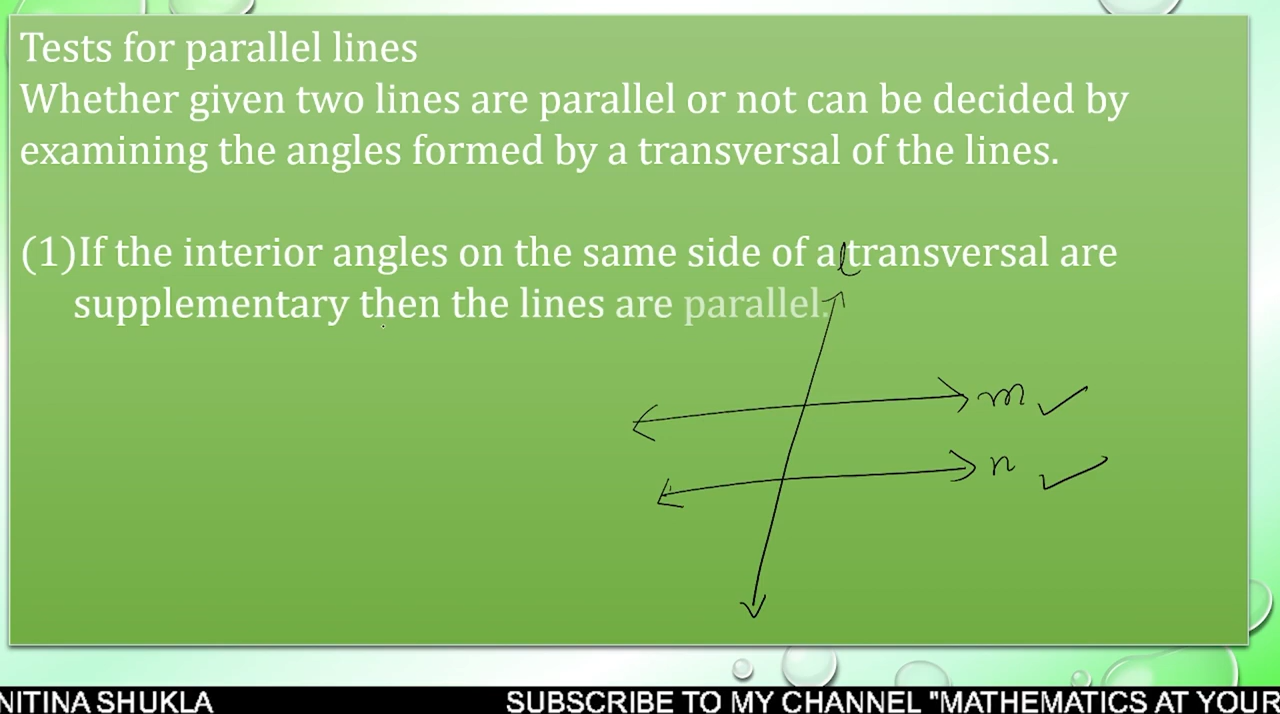 Tests for parallel lines
Whether given two lines are parallel or not can be decided by
examining the angles formed by a transversal of the lines.
(1)If the interior angles on the same side of a transversal are
l
supplementary then the lines are parallel.
m
n
NITINA SHUKLA SUBSCRIBE TO MY CHANNEL "MATHEMATICS AT YOUR